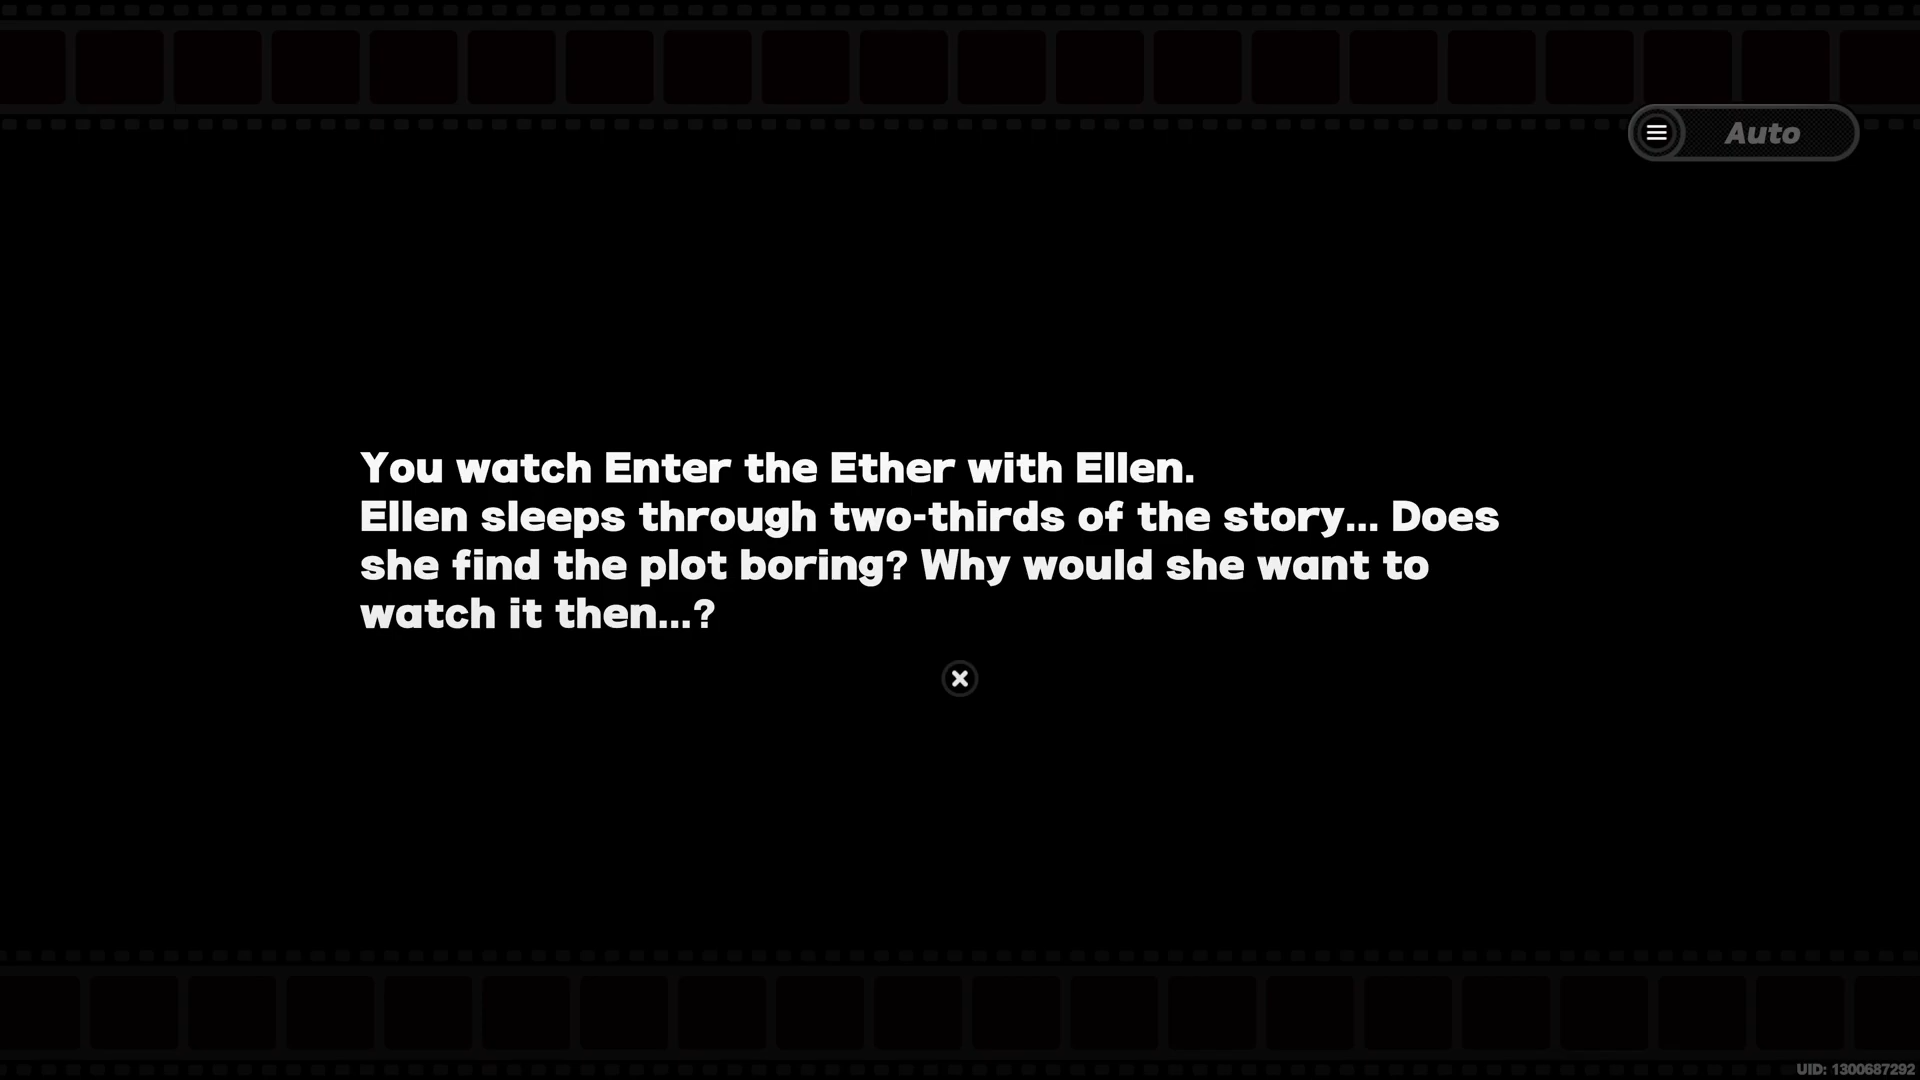 Auto
You watch Enter the Ether with Ellen.
Ellen sleeps through two-thirds of the story... Does
she find the plot boring? Why would she want to
watch it then...?
UID: 1300687292